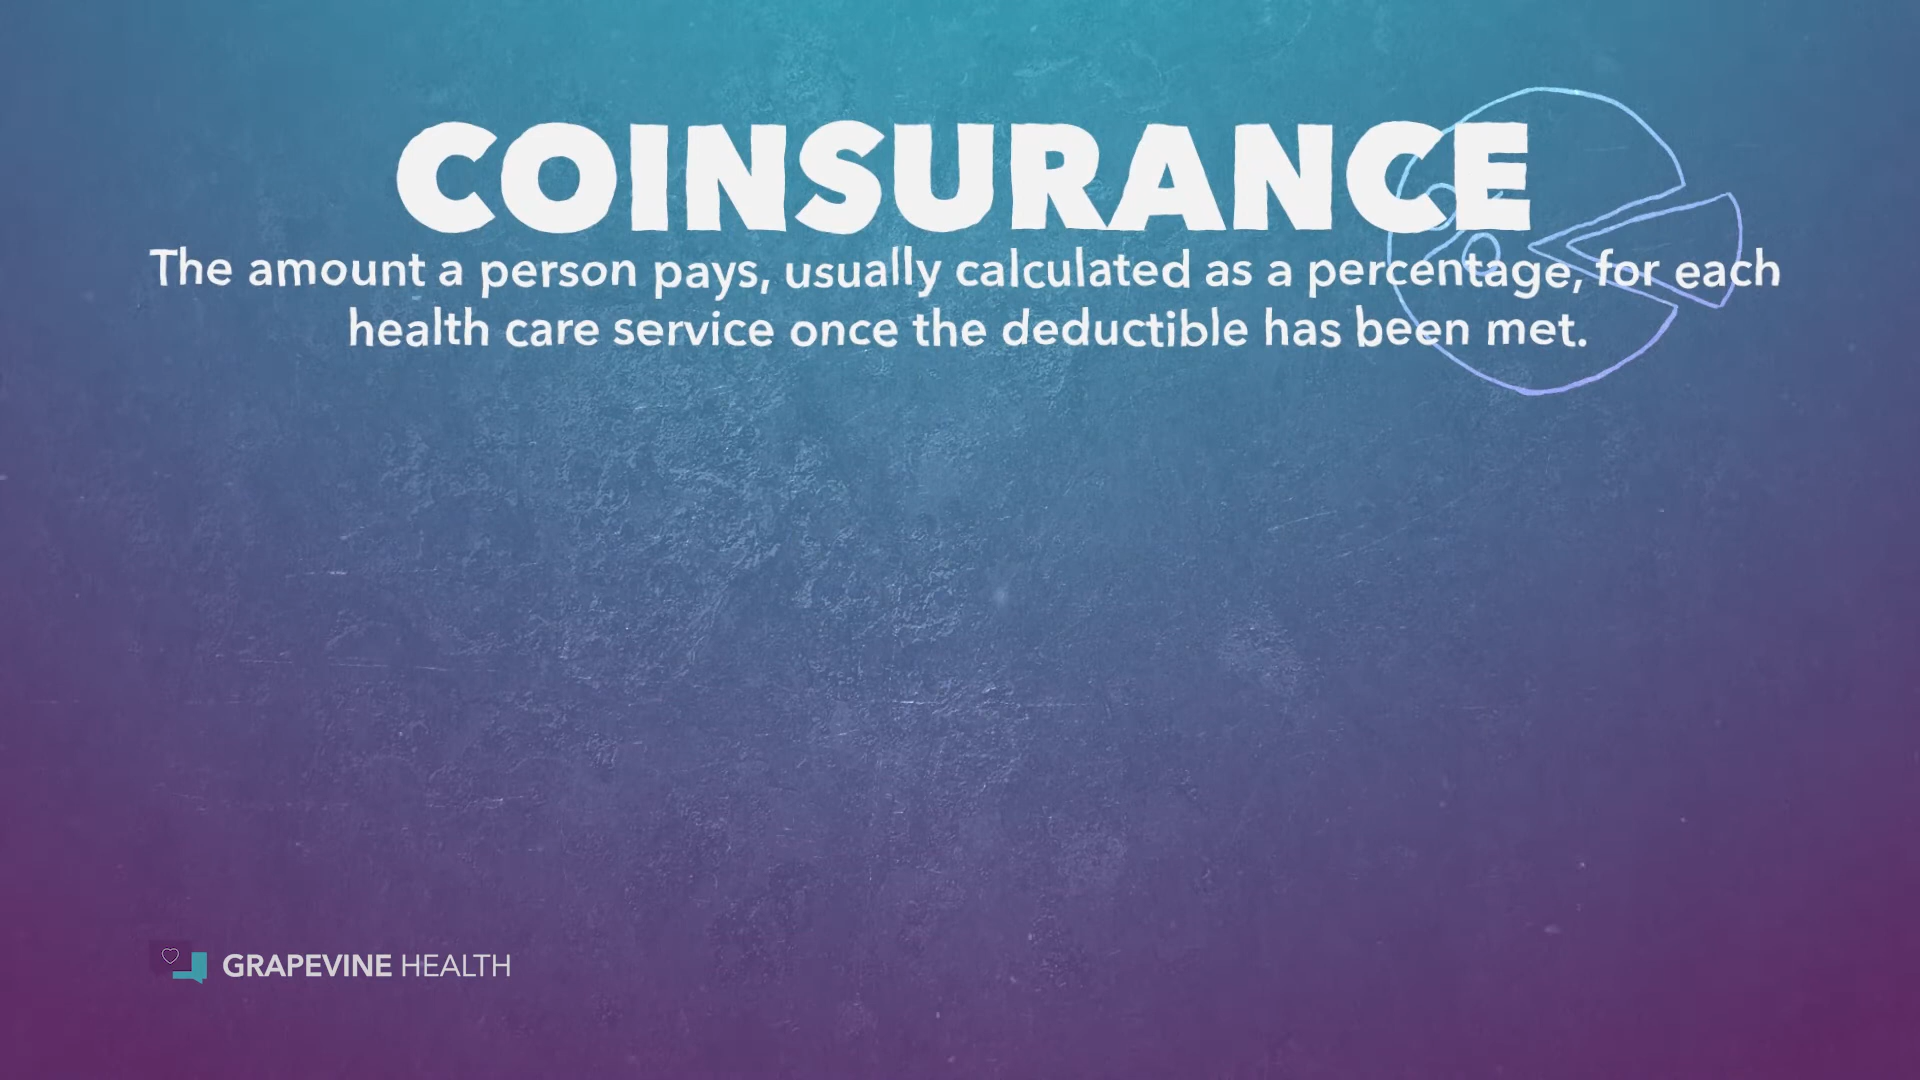 COINSURANCE
The amount a person pays, usually calculated as a percentage, for each
health care service once the deductible has been met.
GRAPEVINE HEALTH